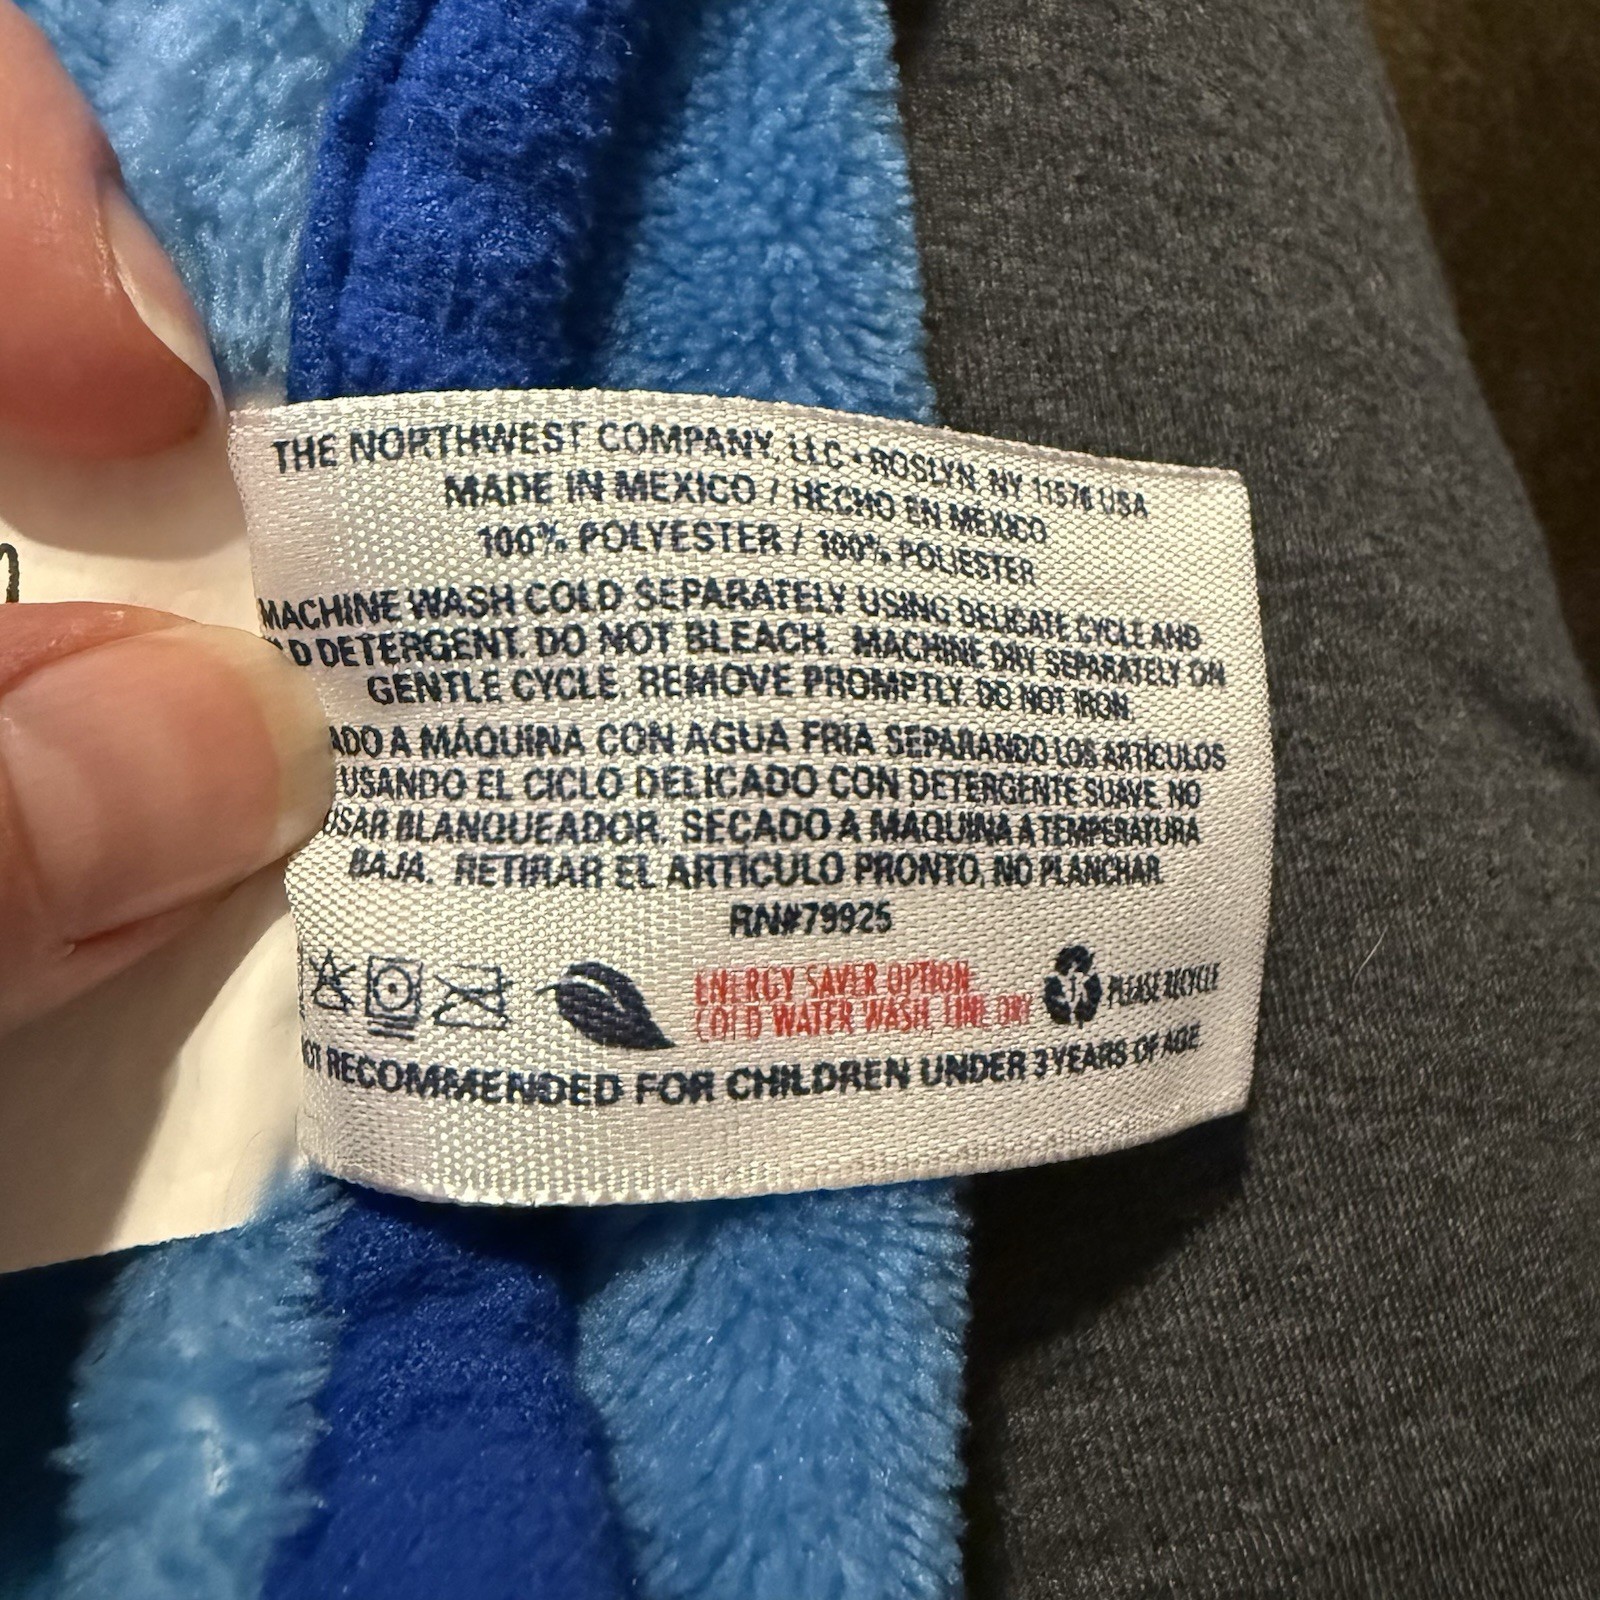 THE NORTHWEST COMPANY, LLC • ROSLYN, NY 11576 USA
MADE IN MEXICO / HECHO EN MÉXICO
100% POLYESTER / 100% POLIESTER
MACHINE WASH COLD SEPARATELY USING DELICATE CYCLE AND
DETERGENT. DO NOT BLEACH. MACHINE DRY SEPARATELY ON
GENTLE CYCLE. REMOVE PROMPTLY. DO NOT IRON.
A MÁQUINA CON AGUA FRÍA SEPARANDO LOS ARTÍCULOS
USANDO EL CICLO DELICADO CON DETERGENTE SUAVE. NO
USAR BLANQUEADOR. SECADO A MÁQUINA A TEMPERATURA
BAJA. RETIRAR EL ARTÍCULO PRONTO, NO PLANCHAR.
RN#79925
ENERGY SAVER OPTION
COLD WATER WASH, LINE DRY
PLEASE RECYCLE
RECOMMENDED FOR CHILDREN UNDER 3 YEARS OF AGE